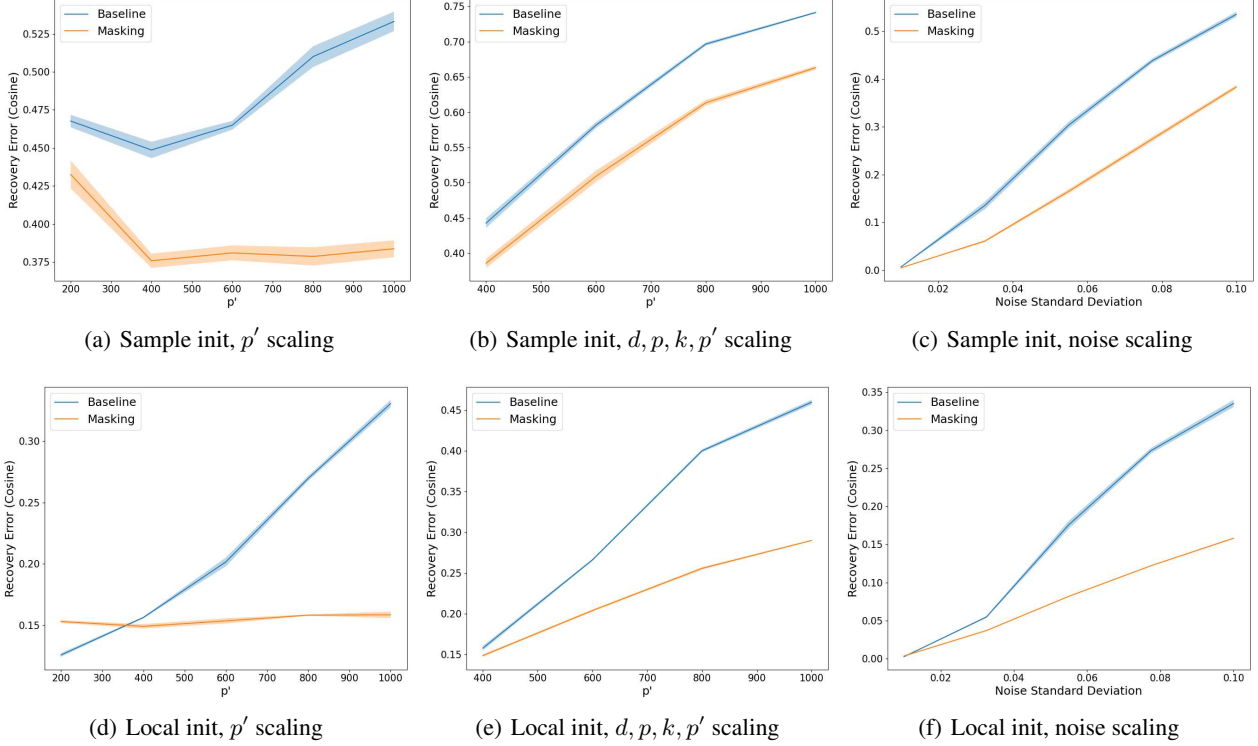 Baseline
Masking
0.525
0.500
0.475
0.450
0.425
0.400
0.375
Recovery Error (Cosine)
200 300 400 500 600 700 800 900 1000
p'
(a) Sample init, p′ scaling
Baseline
Masking
0.75
0.70
0.65
0.60
0.55
0.50
0.45
0.40
Recovery Error (Cosine)
400 500 600 700 800 900 1000
p'
(b) Sample init, d, p, k, p′ scaling
Baseline
Masking
0.5
0.4
0.3
0.2
0.1
0.0
Recovery Error (Cosine)
0.02 0.04 0.06 0.08 0.10
Noise Standard Deviation
(c) Sample init, noise scaling
Baseline
Masking
0.30
0.25
0.20
0.15
Recovery Error (Cosine)
200 300 400 500 600 700 800 900 1000
p'
(d) Local init, p′ scaling
Baseline
Masking
0.45
0.40
0.35
0.30
0.25
0.20
0.15
Recovery Error (Cosine)
400 500 600 700 800 900 1000
p'
(e) Local init, d, p, k, p′ scaling
Baseline
Masking
0.35
0.30
0.25
0.20
0.15
0.10
0.05
0.00
Recovery Error (Cosine)
0.02 0.04 0.06 0.08 0.10
Noise Standard Deviation
(f) Local init, noise scaling